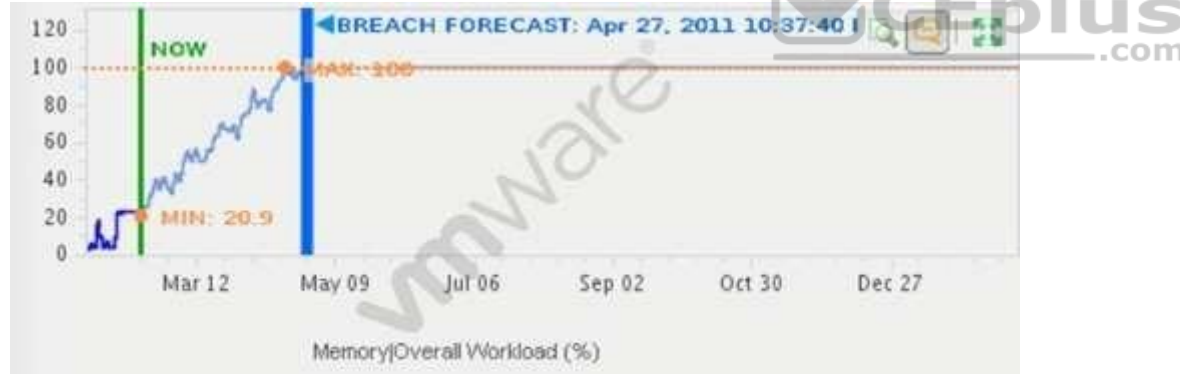 CEplus
.com
120
100
80
60
40
20
0
NOW
BREACH FORECAST: Apr 27, 2011 10:37:40
MAX: 100
MIN: 20.9
vmware
Mar 12
May 09
Jul 06
Sep 02
Oct 30
Dec 27
Memory|Overall Workload (%)